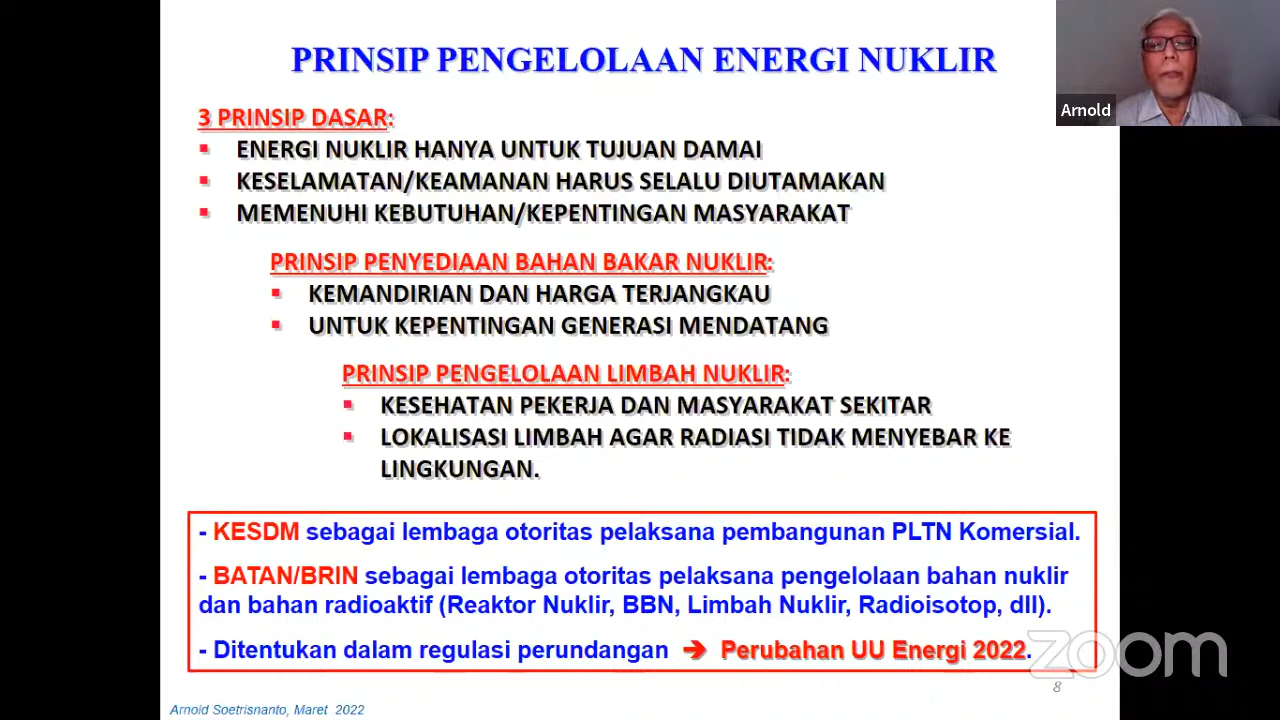 PRINSIP PENGELOLAAN ENERGI NUKLIR
Arnold
3 PRINSIP DASAR:
▪ ENERGI NUKLIR HANYA UNTUK TUJUAN DAMAI
▪ KESELAMATAN/KEAMANAN HARUS SELALU DIUTAMAKAN
▪ MEMENUHI KEBUTUHAN/KEPENTINGAN MASYARAKAT
PRINSIP PENYEDIAAN BAHAN BAKAR NUKLIR:
▪ KEMANDIRIAN DAN HARGA TERJANGKAU
▪ UNTUK KEPENTINGAN GENERASI MENDATANG
PRINSIP PENGELOLAAN LIMBAH NUKLIR:
▪ KESEHATAN PEKERJA DAN MASYARAKAT SEKITAR
▪ LOKALISASI LIMBAH AGAR RADIASI TIDAK MENYEBAR KE
LINGKUNGAN.
- KESDM sebagai lembaga otoritas pelaksana pembangunan PLTN Komersial.
- BATAN/BRIN sebagai lembaga otoritas pelaksana pengelolaan bahan nuklir
dan bahan radioaktif (Reaktor Nuklir, BBN, Limbah Nuklir, Radioisotop, dll).
- Ditentukan dalam regulasi perundangan ➔ Perubahan UU Energi 2022.
zoom
8
Arnold Soetrisnanto, Maret 2022